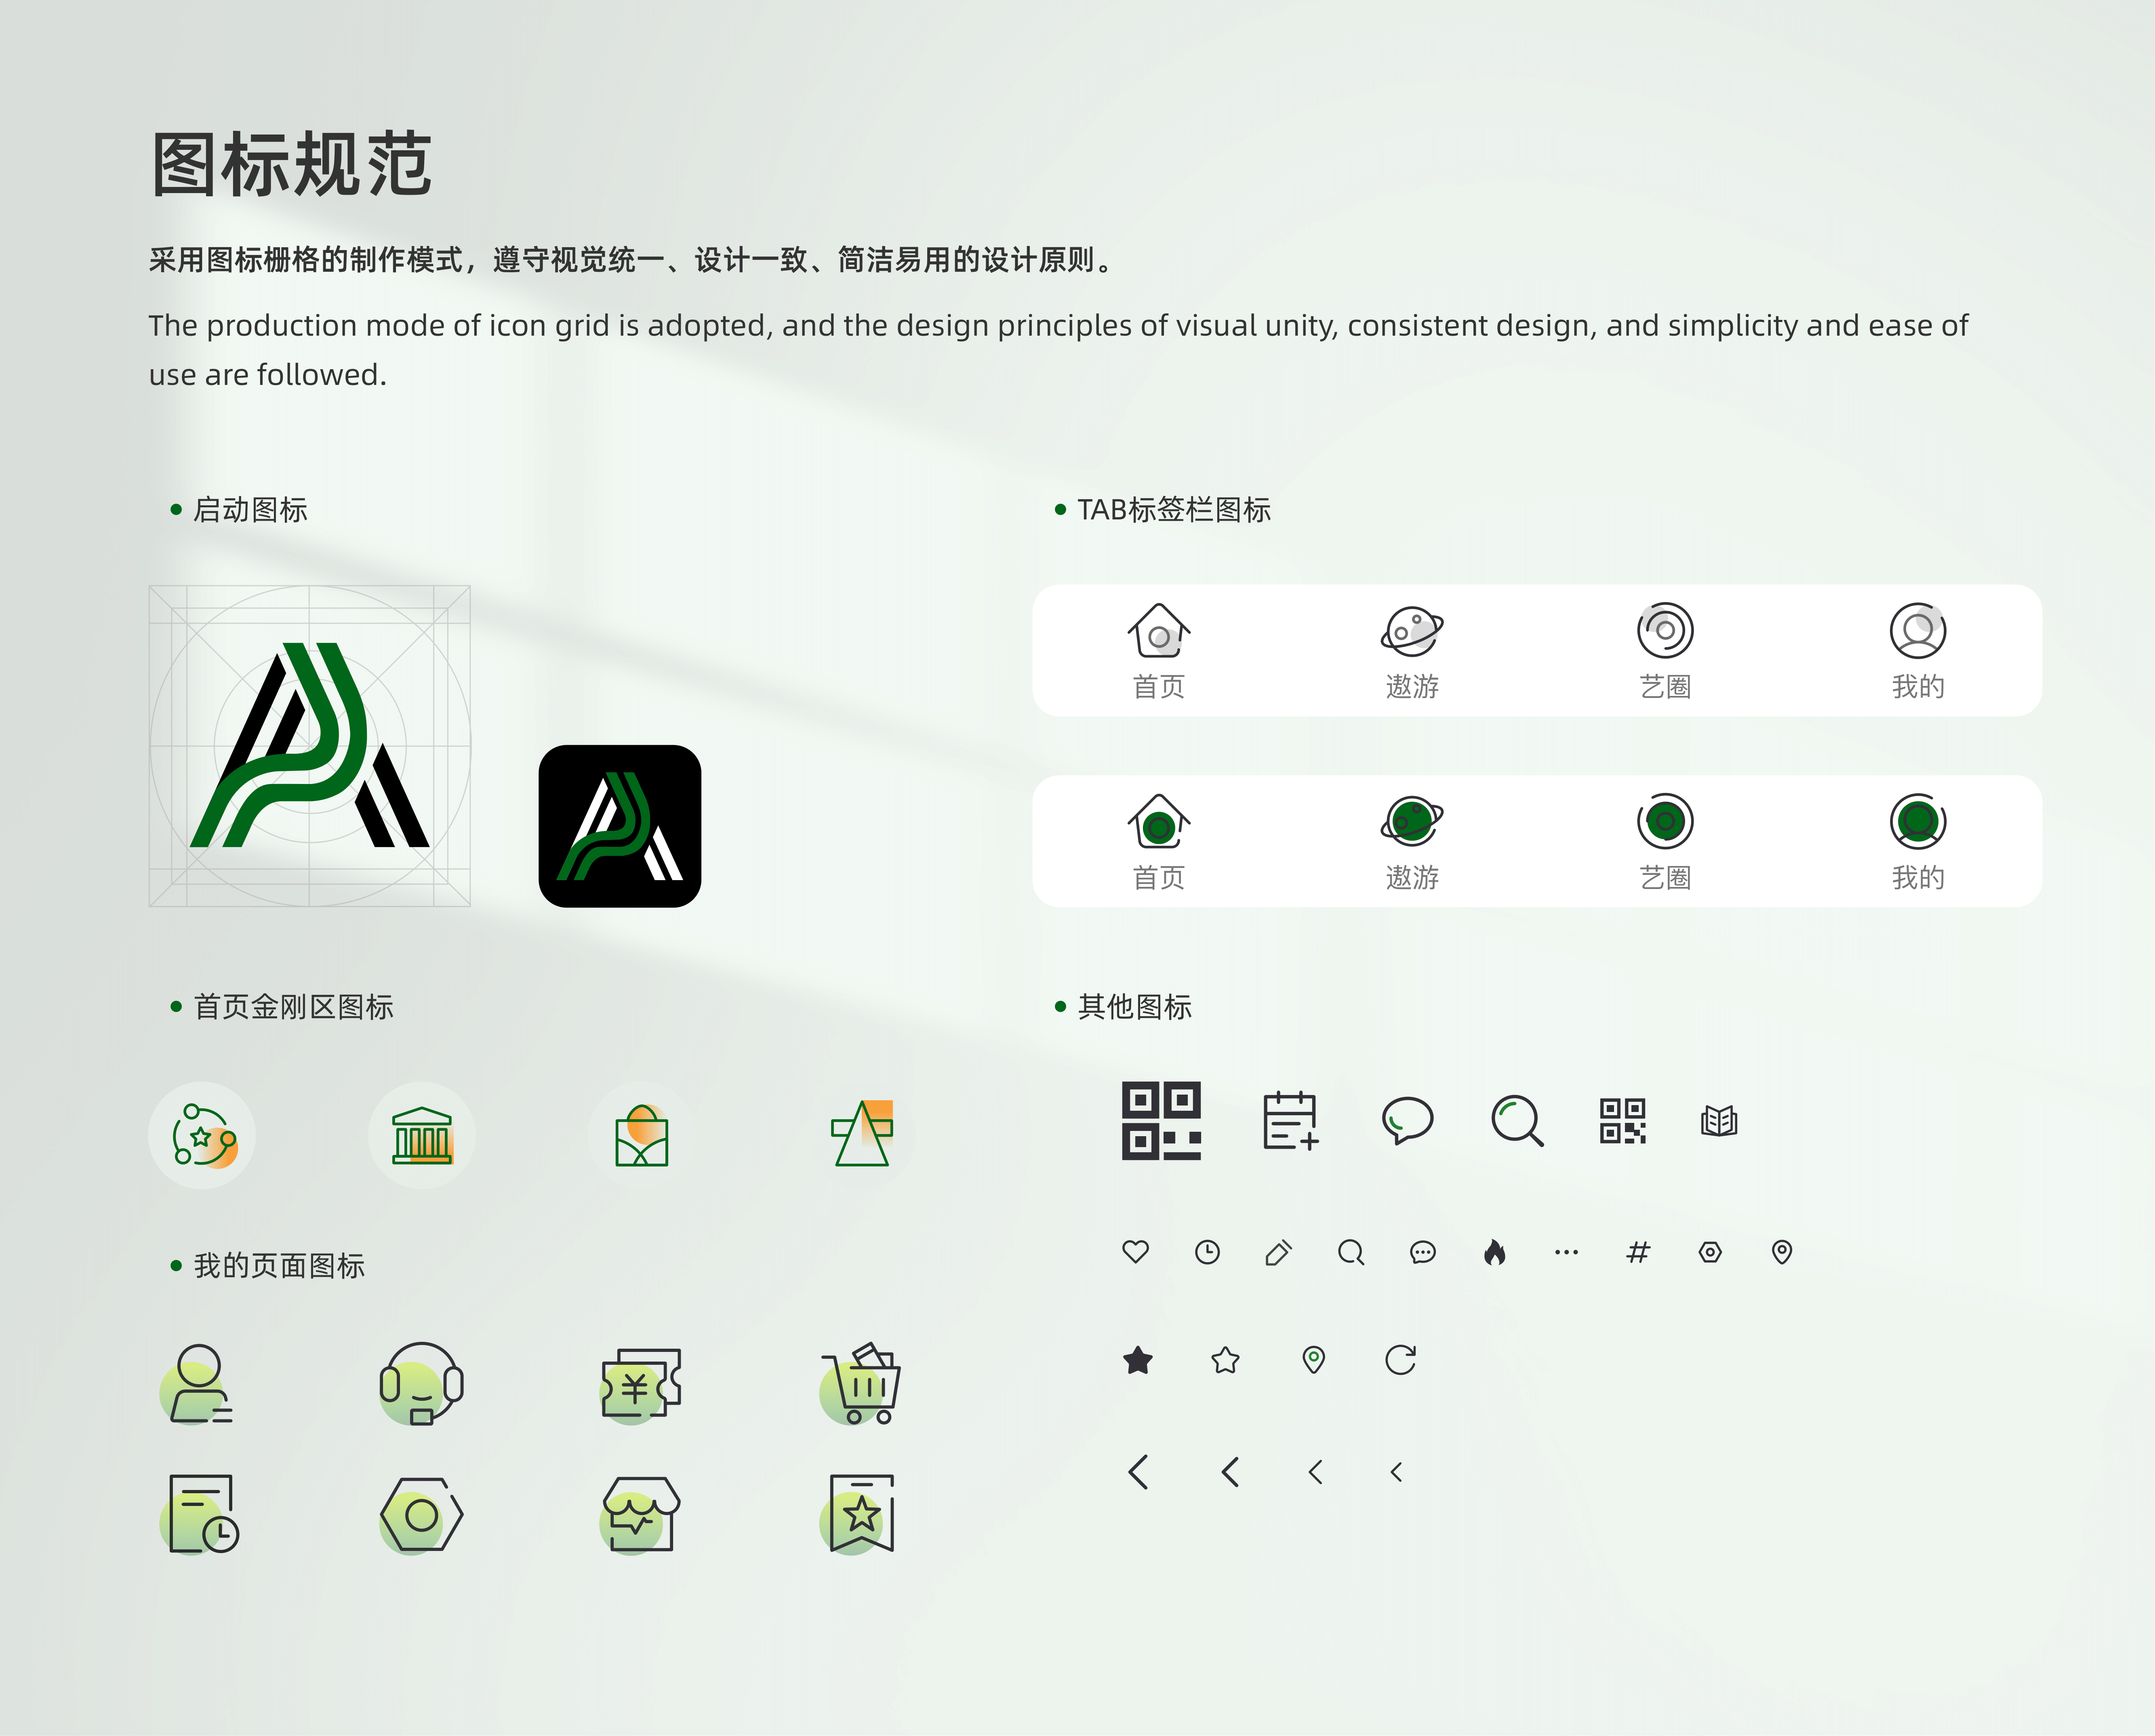 图标规范
采用图标栅格的制作模式，遵守视觉统一、设计一致、简洁易用的设计原则。
The production mode of icon grid is adopted, and the design principles of visual unity, consistent design, and simplicity and ease of
use are followed.
启动图标
TAB标签栏图标
首页 遨游 艺圈 我的
首页 遨游 艺圈 我的
首页金刚区图标
其他图标
我的页面图标